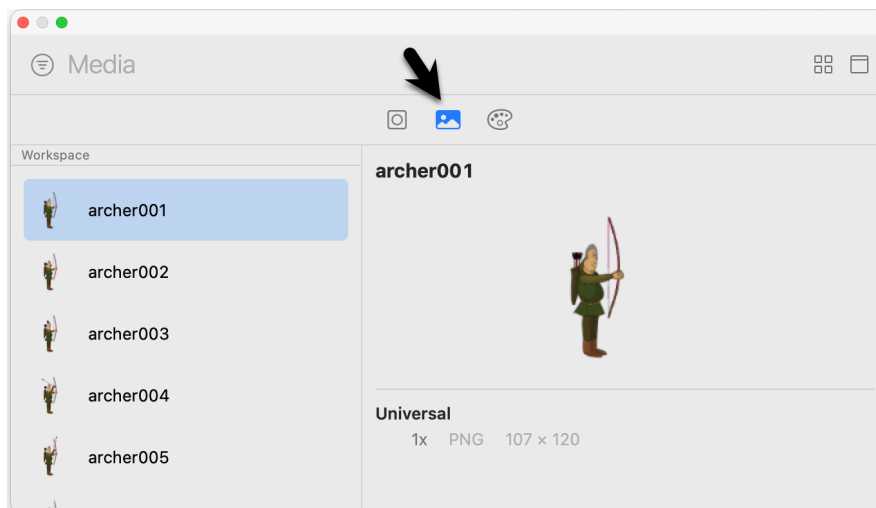 Media
Workspace
archer001
archer001
archer002
archer003
archer004
archer005
Universal
1x PNG 107 × 120